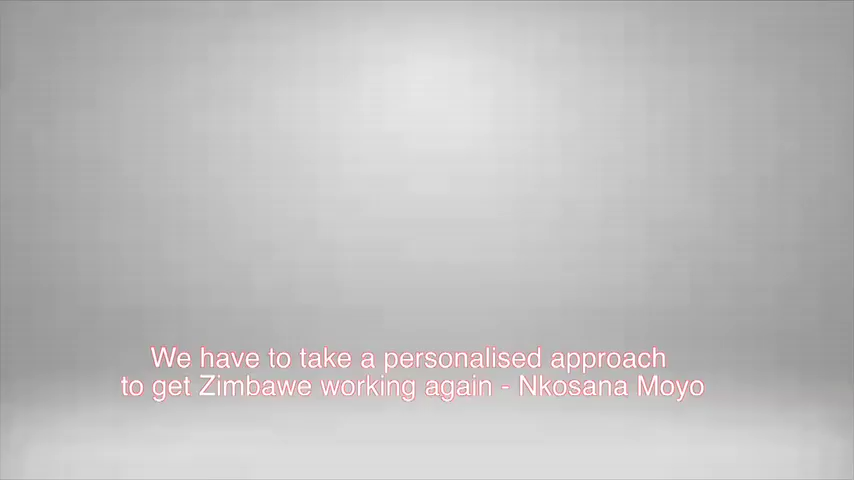 We have to take a personalised approach
to get Zimbawe working again - Nkosana Moyo